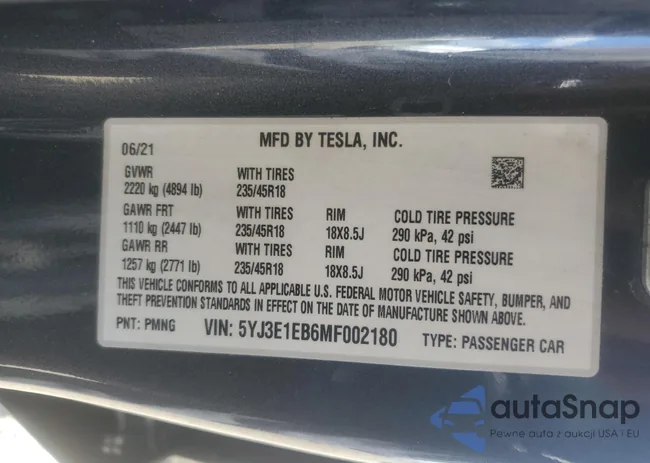 MFD BY TESLA, INC.
06/21
GVWR WITH TIRES
2220 kg (4894 lb) 235/45R18
GAWR FRT WITH TIRES RIM COLD TIRE PRESSURE
1110 kg (2447 lb) 235/45R18 18X8.5J 290 kPa, 42 psi
GAWR RR WITH TIRES RIM COLD TIRE PRESSURE
1257 kg (2771 lb) 235/45R18 18X8.5J 290 kPa, 42 psi
THIS VEHICLE CONFORMS TO ALL APPLICABLE U.S. FEDERAL MOTOR VEHICLE SAFETY, BUMPER, AND
THEFT PREVENTION STANDARDS IN EFFECT ON THE DATE OF MANUFACTURE SHOWN ABOVE.
PNT: PMNG VIN: 5YJ3E1EB6MF002180 TYPE: PASSENGER CAR
autaSnap
Pewne auta z aukcji USA i EU